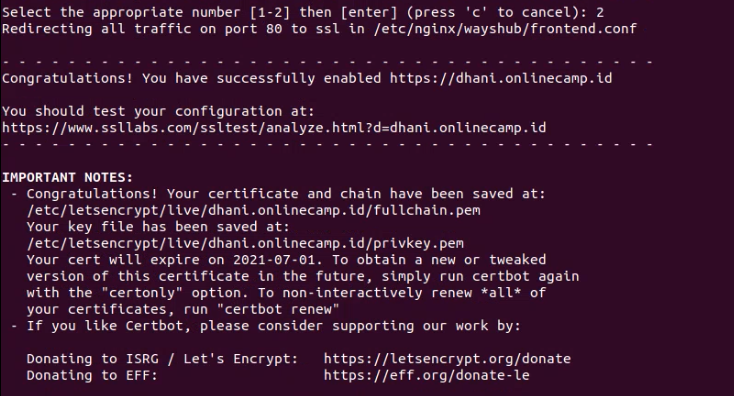 Select the appropriate number [1-2] then [enter] (press 'c' to cancel): 2
Redirecting all traffic on port 80 to ssl in /etc/nginx/wayshub/frontend.conf
- - - - - - - - - - - - - - - - - - - - - - - - - - - - - - - - - - - - - - - -
Congratulations! You have successfully enabled https://dhani.onlinecamp.id
You should test your configuration at:
https://www.ssllabs.com/ssltest/analyze.html?d=dhani.onlinecamp.id
- - - - - - - - - - - - - - - - - - - - - - - - - - - - - - - - - - - - - - - -
IMPORTANT NOTES:
- Congratulations! Your certificate and chain have been saved at:
/etc/letsencrypt/live/dhani.onlinecamp.id/fullchain.pem
Your key file has been saved at:
/etc/letsencrypt/live/dhani.onlinecamp.id/privkey.pem
Your cert will expire on 2021-07-01. To obtain a new or tweaked
version of this certificate in the future, simply run certbot again
with the "certonly" option. To non-interactively renew *all* of
your certificates, run "certbot renew"
- If you like Certbot, please consider supporting our work by:
Donating to ISRG / Let's Encrypt: https://letsencrypt.org/donate
Donating to EFF: https://eff.org/donate-le